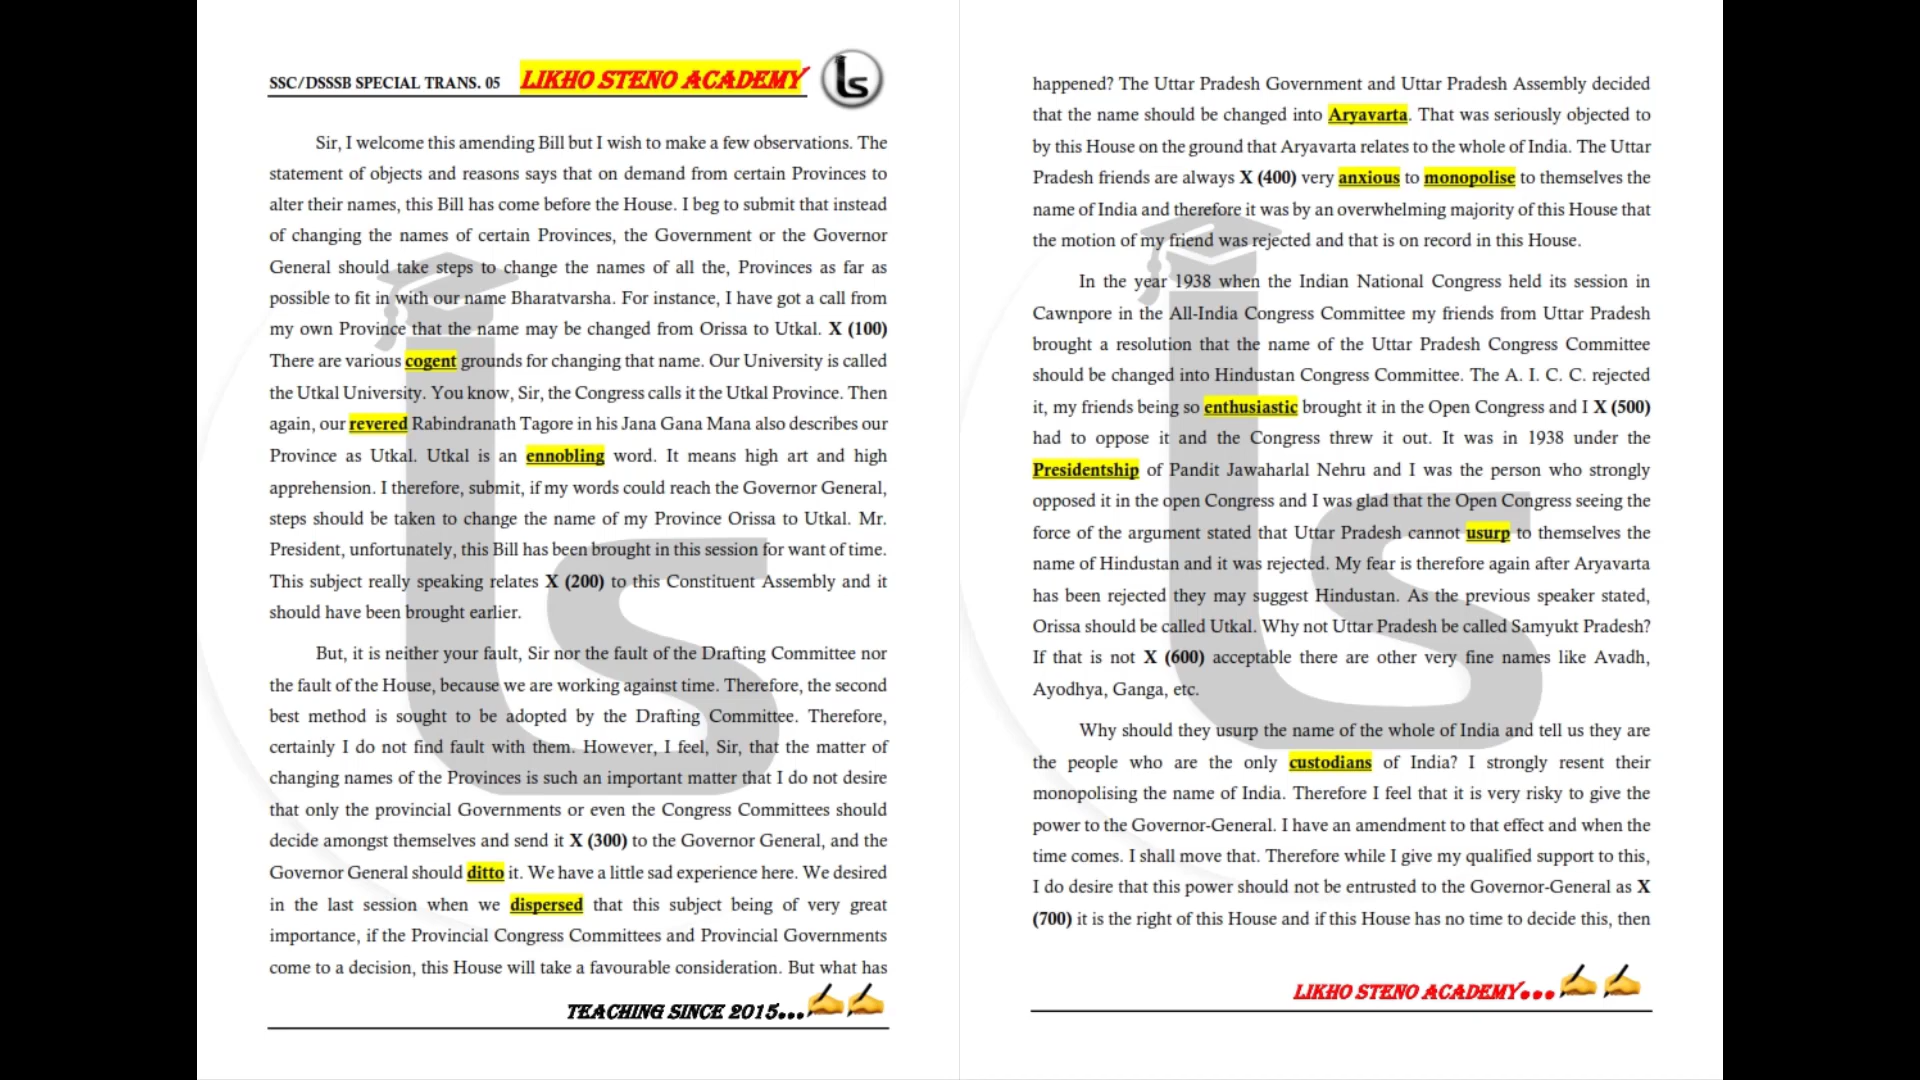 SSC/DSSSB SPECIAL TRANS. 05 LIKHO STENO ACADEMY ls
Sir, I welcome this amending Bill but I wish to make a few observations. The
statement of objects and reasons says that on demand from certain Provinces to
alter their names, this Bill has come before the House. I beg to submit that instead
of changing the names of certain Provinces, the Government or the Governor
General should take steps to change the names of all the, Provinces as far as
possible to fit in with our name Bharatvarsha. For instance, I have got a call from
my own Province that the name may be changed from Orissa to Utkal. X (100)
There are various cogent grounds for changing that name. Our University is called
the Utkal University. You know, Sir, the Congress calls it the Utkal Province. Then
again, our revered Rabindranath Tagore in his Jana Gana Mana also describes our
Province as Utkal. Utkal is an ennobling word. It means high art and high
apprehension. I therefore, submit, if my words could reach the Governor General,
steps should be taken to change the name of my Province Orissa to Utkal. Mr.
President, unfortunately, this Bill has been brought in this session for want of time.
This subject really speaking relates X (200) to this Constituent Assembly and it
should have been brought earlier.
But, it is neither your fault, Sir nor the fault of the Drafting Committee nor
the fault of the House, because we are working against time. Therefore, the second
best method is sought to be adopted by the Drafting Committee. Therefore,
certainly I do not find fault with them. However, I feel, Sir, that the matter of
changing names of the Provinces is such an important matter that I do not desire
that only the provincial Governments or even the Congress Committees should
decide amongst themselves and send it X (300) to the Governor General, and the
Governor General should ditto it. We have a little sad experience here. We desired
in the last session when we dispersed that this subject being of very great
importance, if the Provincial Congress Committees and Provincial Governments
come to a decision, this House will take a favourable consideration. But what has
TEACHING SINCE 2015...
happened? The Uttar Pradesh Government and Uttar Pradesh Assembly decided
that the name should be changed into Aryavarta. That was seriously objected to
by this House on the ground that Aryavarta relates to the whole of India. The Uttar
Pradesh friends are always X (400) very anxious to monopolise to themselves the
name of India and therefore it was by an overwhelming majority of this House that
the motion of my friend was rejected and that is on record in this House.
In the year 1938 when the Indian National Congress held its session in
Cawnpore in the All-India Congress Committee my friends from Uttar Pradesh
brought a resolution that the name of the Uttar Pradesh Congress Committee
should be changed into Hindustan Congress Committee. The A. I. C. C. rejected
it, my friends being so enthusiastic brought it in the Open Congress and I X (500)
had to oppose it and the Congress threw it out. It was in 1938 under the
Presidentship of Pandit Jawaharlal Nehru and I was the person who strongly
opposed it in the open Congress and I was glad that the Open Congress seeing the
force of the argument stated that Uttar Pradesh cannot usurp to themselves the
name of Hindustan and it was rejected. My fear is therefore again after Aryavarta
has been rejected they may suggest Hindustan. As the previous speaker stated,
Orissa should be called Utkal. Why not Uttar Pradesh be called Samyukt Pradesh?
If that is not X (600) acceptable there are other very fine names like Avadh,
Ayodhya, Ganga, etc.
Why should they usurp the name of the whole of India and tell us they are
the people who are the only custodians of India? I strongly resent their
monopolising the name of India. Therefore I feel that it is very risky to give the
power to the Governor-General. I have an amendment to that effect and when the
time comes. I shall move that. Therefore while I give my qualified support to this,
I do desire that this power should not be entrusted to the Governor-General as X
(700) it is the right of this House and if this House has no time to decide this, then
LIKHO STENO ACADEMY...